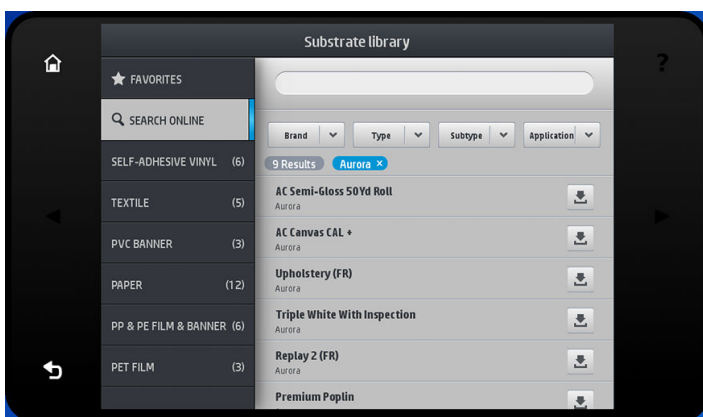 Substrate library
?
FAVORITES
SEARCH ONLINE
SELF-ADHESIVE VINYL (6)
TEXTILE (5)
PVC BANNER (3)
PAPER (12)
PP & PE FILM & BANNER (6)
PET FILM (3)
Brand Type Subtype Application
9 Results Aurora ×
AC Semi-Gloss 50Yd Roll
Aurora
AC Canvas CAL +
Aurora
Upholstery (FR)
Aurora
Triple White With Inspection
Aurora
Replay 2 (FR)
Aurora
Premium Poplin